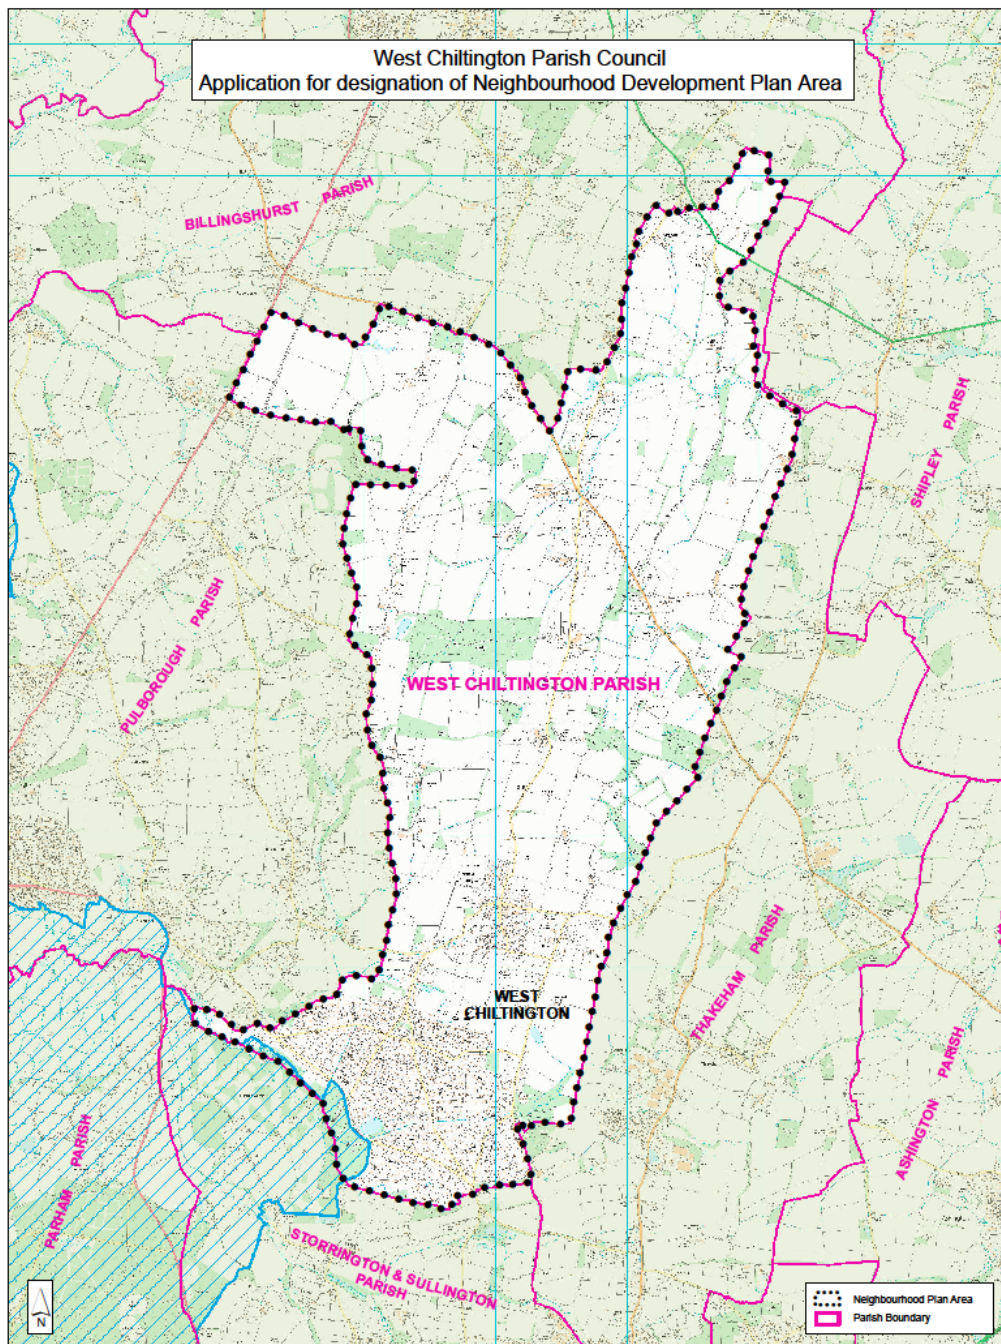 West Chiltington Parish Council
Application for designation of Neighbourhood Development Plan Area
BILLINGSHURST PARISH
SHIPLEY PARISH
PULBOROUGH PARISH
WEST CHILTINGTON PARISH
WEST
CHILTINGTON
THAKEHAM PARISH
ASHINGTON PARISH
PARHAM PARISH
STORRINGTON & SULLINGTON
PARISH
N
Neighbourhood Plan Area
Parish Boundary